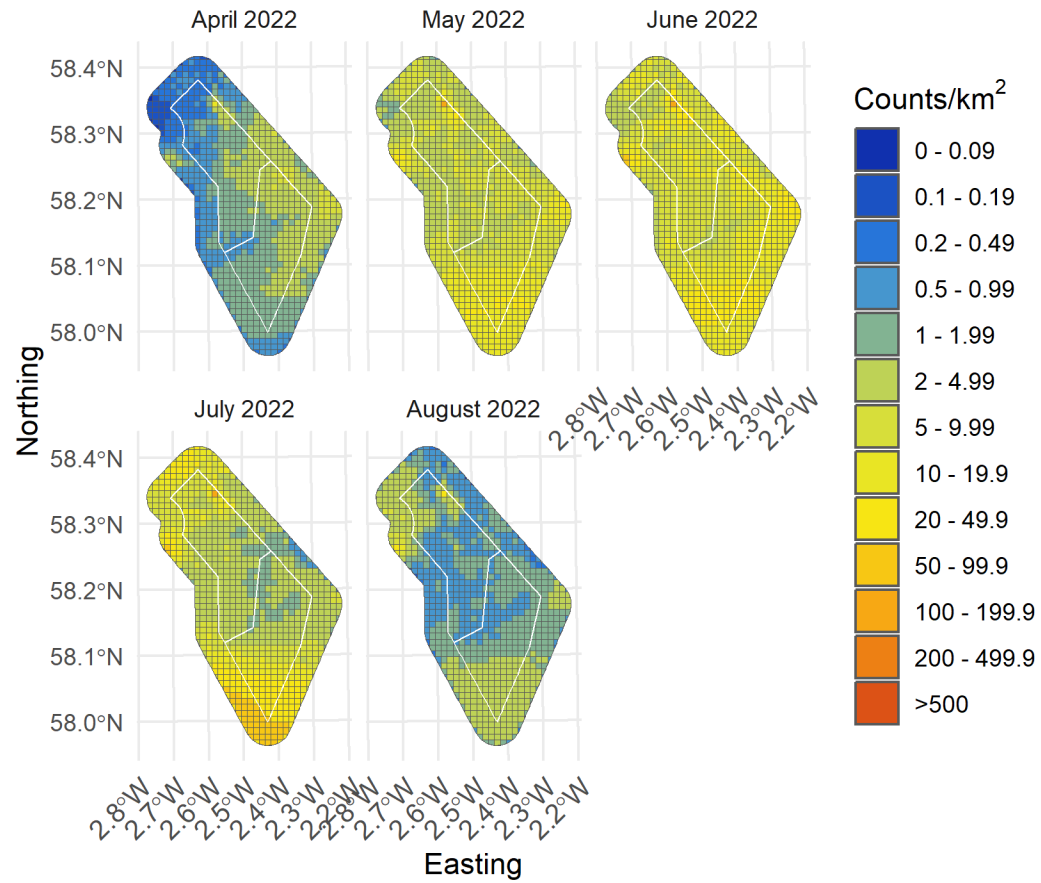 April 2022
May 2022
June 2022
58.4°N
58.3°N
58.2°N
58.1°N
58.0°N
2.8°W
2.7°W
2.6°W
2.5°W
2.4°W
2.3°W
2.2°W
July 2022
August 2022
58.4°N
58.3°N
58.2°N
58.1°N
58.0°N
2.8°W
2.7°W
2.6°W
2.5°W
2.4°W
2.3°W
2.2°W
2.8°W
2.7°W
2.6°W
2.5°W
2.4°W
2.3°W
2.2°W
Northing
Easting
Counts/km²
0 - 0.09
0.1 - 0.19
0.2 - 0.49
0.5 - 0.99
1 - 1.99
2 - 4.99
5 - 9.99
10 - 19.9
20 - 49.9
50 - 99.9
100 - 199.9
200 - 499.9
>500